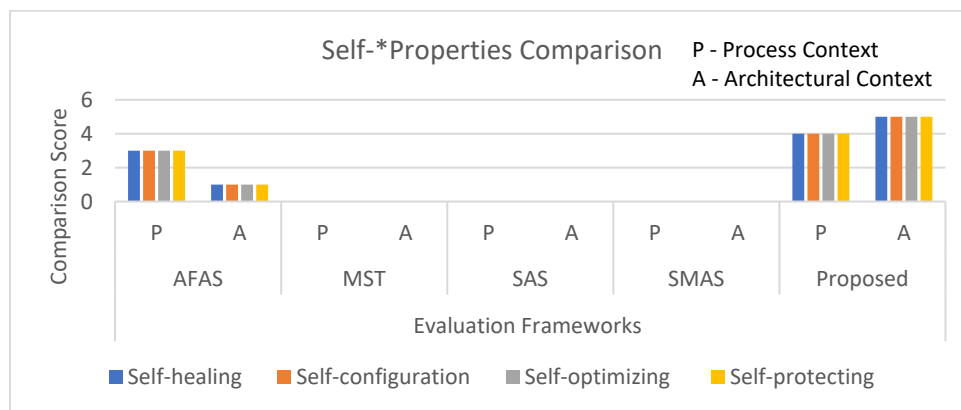 Self-*Properties Comparison
P - Process Context
A - Architectural Context
Comparison Score
6
4
2
0
P A P A P A P A P A
AFAS MST SAS SMAS Proposed
Evaluation Frameworks
Self-healing Self-configuration Self-optimizing Self-protecting